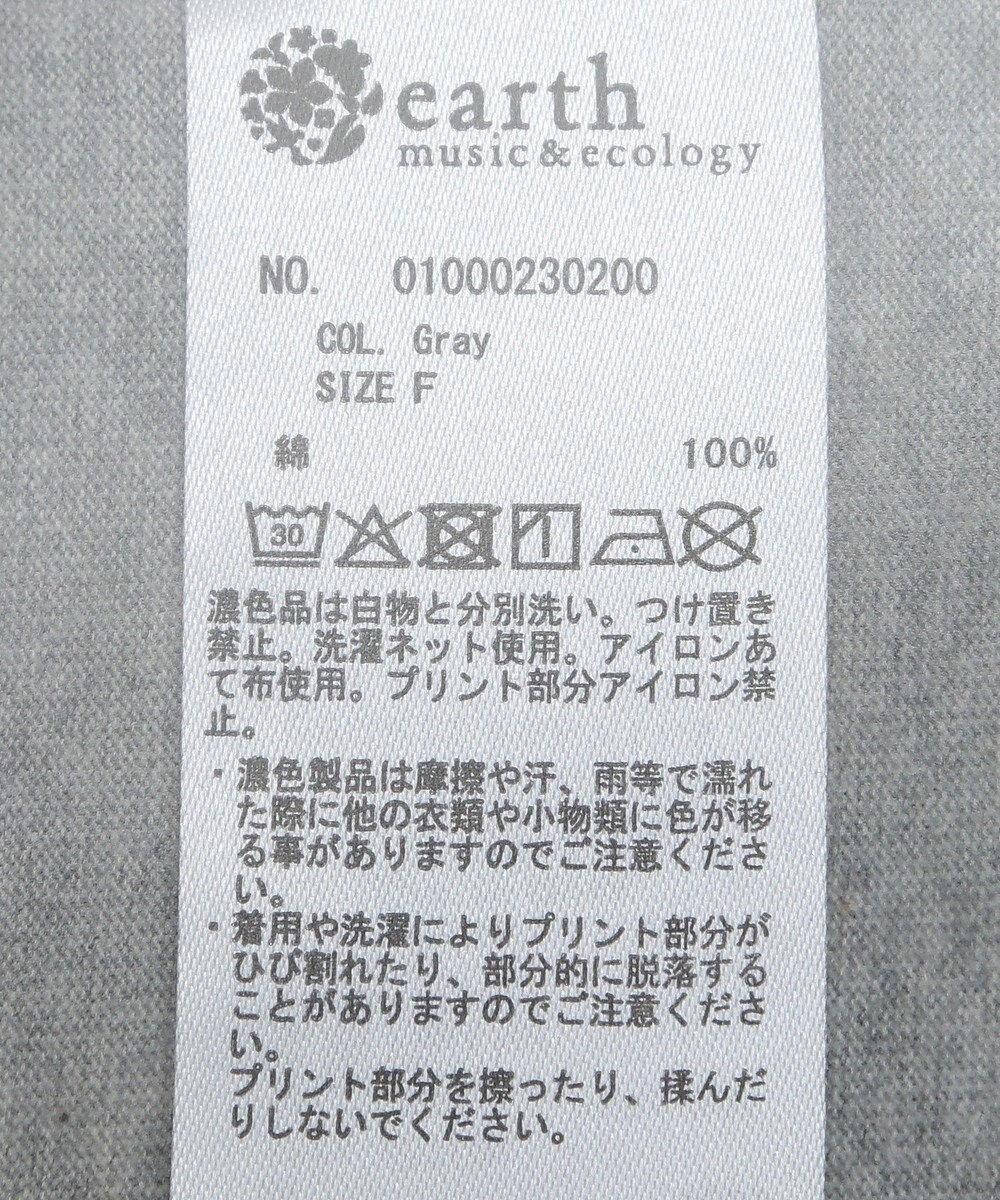 earth
music&ecology
NO. 01000230200
COL. Gray
SIZE F
綿 100%
30
濃色品は白物と分別洗い。つけ置き
禁止。洗濯ネット使用。アイロンあ
て布使用。プリント部分アイロン禁
止。
・濃色製品は摩擦や汗、雨等で濡れ
た際に他の衣類や小物類に色が移
る事がありますのでご注意くださ
い。
・着用や洗濯によりプリント部分が
ひび割れたり、部分的に脱落する
ことがありますのでご注意くださ
い。
プリント部分を擦ったり、揉んだ
りしないでください。